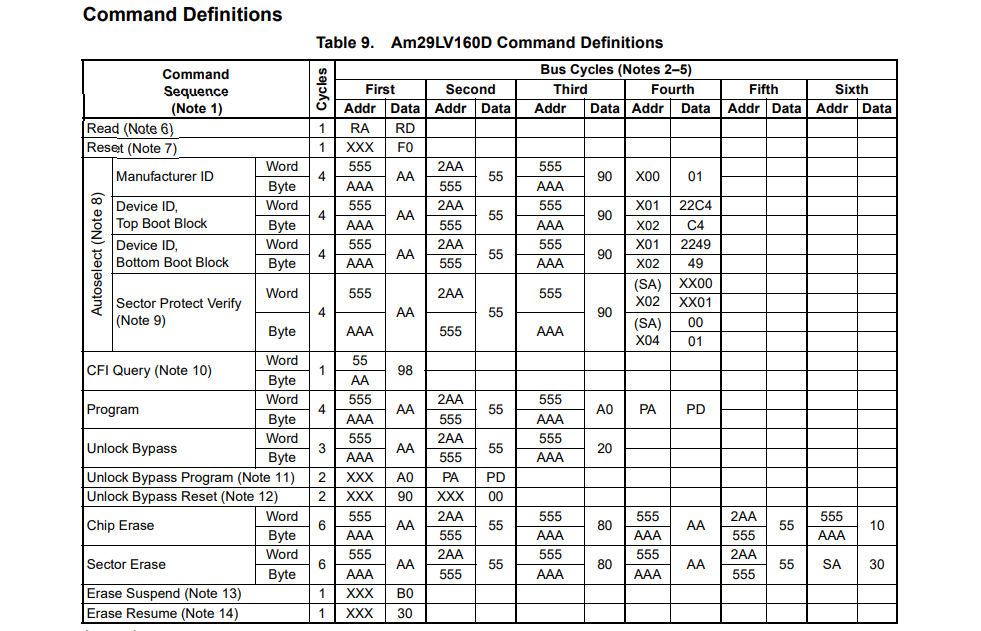 Command Definitions
Table 9. Am29LV160D Command Definitions
Command Sequence (Note 1) Cycles Bus Cycles (Notes 2–5)
First Second Third Fourth Fifth Sixth
Addr Data Addr Data Addr Data Addr Data Addr Data Addr Data
Read (Note 6) 1 RA RD
Reset (Note 7) 1 XXX F0
Autoselect (Note 8)
Manufacturer ID Word 4 555 AA 2AA 55 555 90 X00 01
Byte AAA 555 AAA
Device ID, Top Boot Block Word 4 555 AA 2AA 55 555 90 X01 22C4
Byte AAA 555 AAA X02 C4
Device ID, Bottom Boot Block Word 4 555 AA 2AA 55 555 90 X01 2249
Byte AAA 555 AAA X02 49
Sector Protect Verify (Note 9) Word 4 555 AA 2AA 55 555 90 (SA) X02 XX00
XX01
Byte AAA 555 AAA (SA) X04 00
01
CFI Query (Note 10) Word 1 55 98
Byte AA
Program Word 4 555 AA 2AA 55 555 A0 PA PD
Byte AAA 555 AAA
Unlock Bypass Word 3 555 AA 2AA 55 555 20
Byte AAA 555 AAA
Unlock Bypass Program (Note 11) 2 XXX A0 PA PD
Unlock Bypass Reset (Note 12) 2 XXX 90 XXX 00
Chip Erase Word 6 555 AA 2AA 55 555 80 555 AA 2AA 55 555 10
Byte AAA 555 AAA AAA 555 AAA
Sector Erase Word 6 555 AA 2AA 55 555 80 555 AA 2AA 55 SA 30
Byte AAA 555 AAA AAA 555
Erase Suspend (Note 13) 1 XXX B0
Erase Resume (Note 14) 1 XXX 30